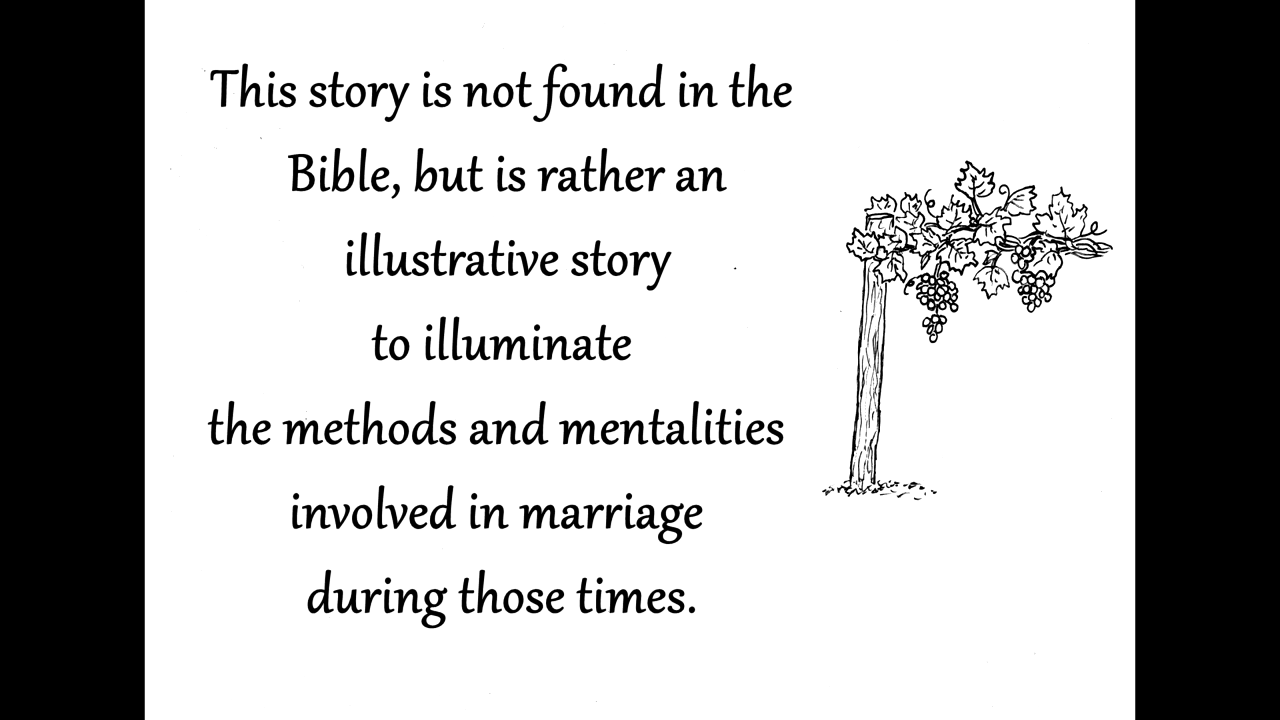 This story is not found in the
Bible, but is rather an
illustrative story
to illuminate
the methods and mentalities
involved in marriage
during those times.